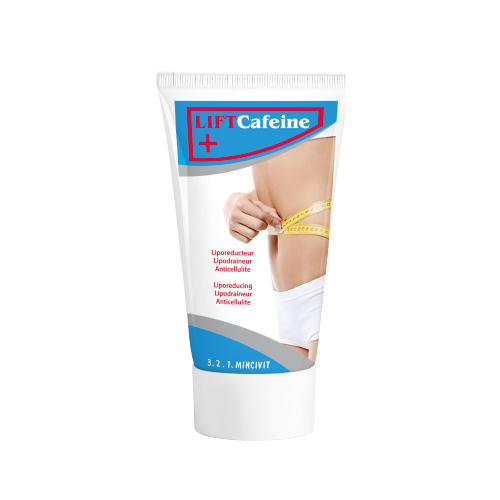 LIFTCafeine
+
Liporeducteur
Lipodraineur
Anticellulite
Liporeducing
Lipodraineur
Anticellulite
3.2.1.MINCIVIT